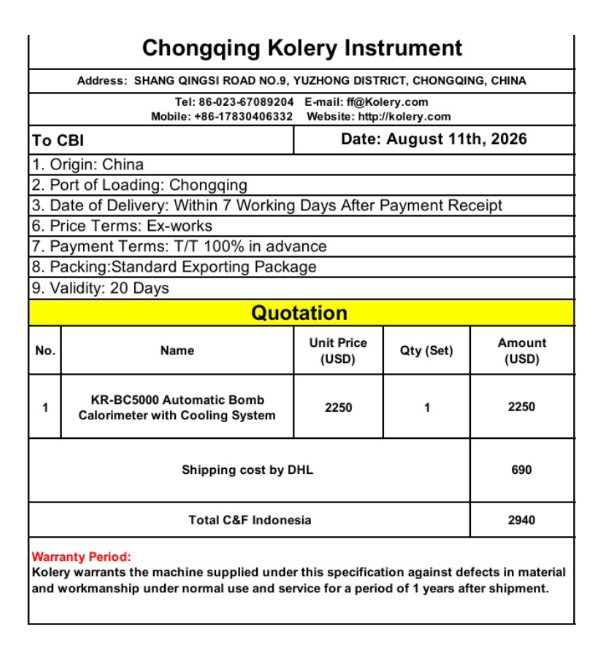 Chongqing Kolery Instrument
Address: SHANG QINGSI ROAD NO.9, YUZHONG DISTRICT, CHONGQING, CHINA
Tel: 86-023-67089204 E-mail: ff@Kolery.com
Mobile: +86-17830406332 Website: http://kolery.com
To CBI
Date: August 11th, 2026
1. Origin: China
2. Port of Loading: Chongqing
3. Date of Delivery: Within 7 Working Days After Payment Receipt
6. Price Terms: Ex-works
7. Payment Terms: T/T 100% in advance
8. Packing:Standard Exporting Package
9. Validity: 20 Days
Quotation
No. Name Unit Price (USD) Qty (Set) Amount (USD)
1 KR-BC5000 Automatic Bomb Calorimeter with Cooling System 2250 1 2250
Shipping cost by DHL 690
Total C&F Indonesia 2940
Warranty Period:
Kolery warrants the machine supplied under this specification against defects in material
and workmanship under normal use and service for a period of 1 years after shipment.